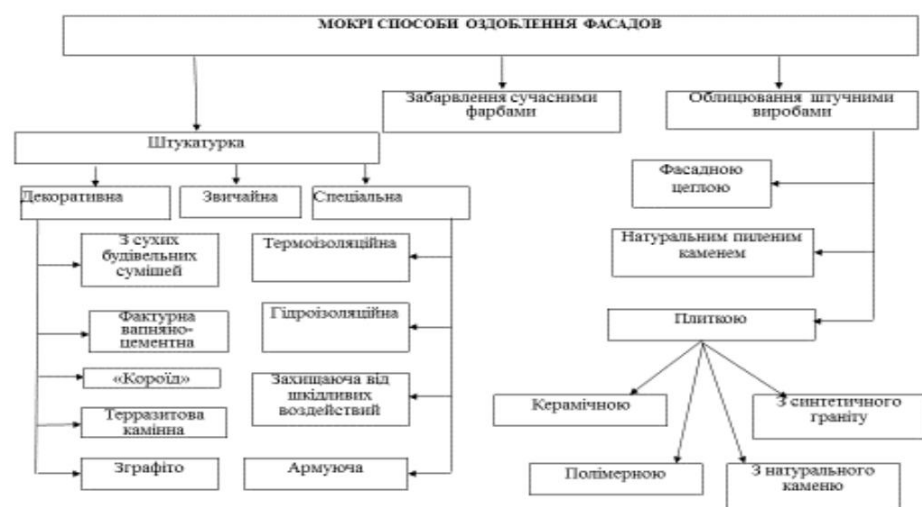 МОКРІ СПОСОБИ ОЗДОБЛЕННЯ ФАСАДОВ
Забарвлення сучасними
фарбами
Облицювання штучними
виробами
Штукатурка
Декоративна
Звичайна
Спеціальна
З сухих
будівельних
сумішей
Фактурна
вапняно-
цементна
«Короїд»
Терразитова
камінна
Зграфіто
Термоізоляційна
Гідроізоляційна
Захищаюча від
шкідливих
воздействий
Армуюча
Фасадною
цеглою
Натуральним пиленим
каменем
Плиткою
Керамічною
З синтетичного
граніту
Полімерною
З натурального
каменю